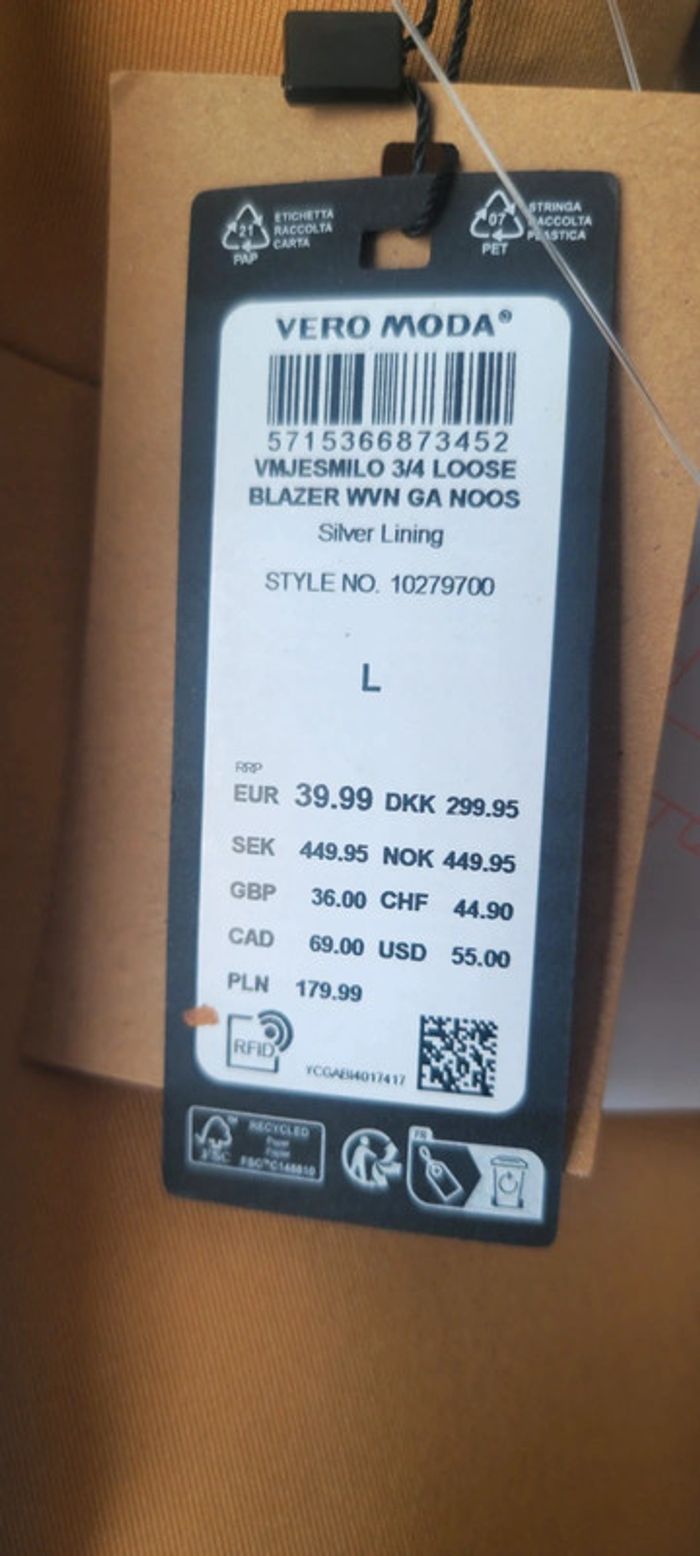 21
PAP
ETICHETTA
RACCOLTA
CARTA
07
PET
STRINGA
RACCOLTA
PLASTICA
VERO MODA®
5715366873452
VMJESMILO 3/4 LOOSE
BLAZER WVN GA NOOS
Silver Lining
STYLE NO. 10279700
L
RRP
EUR 39.99 DKK 299.95
SEK 449.95 NOK 449.95
GBP 36.00 CHF 44.90
CAD 69.00 USD 55.00
PLN 179.99
RFID
YCGABI4017417
FSC
RECYCLED
Paper
FR